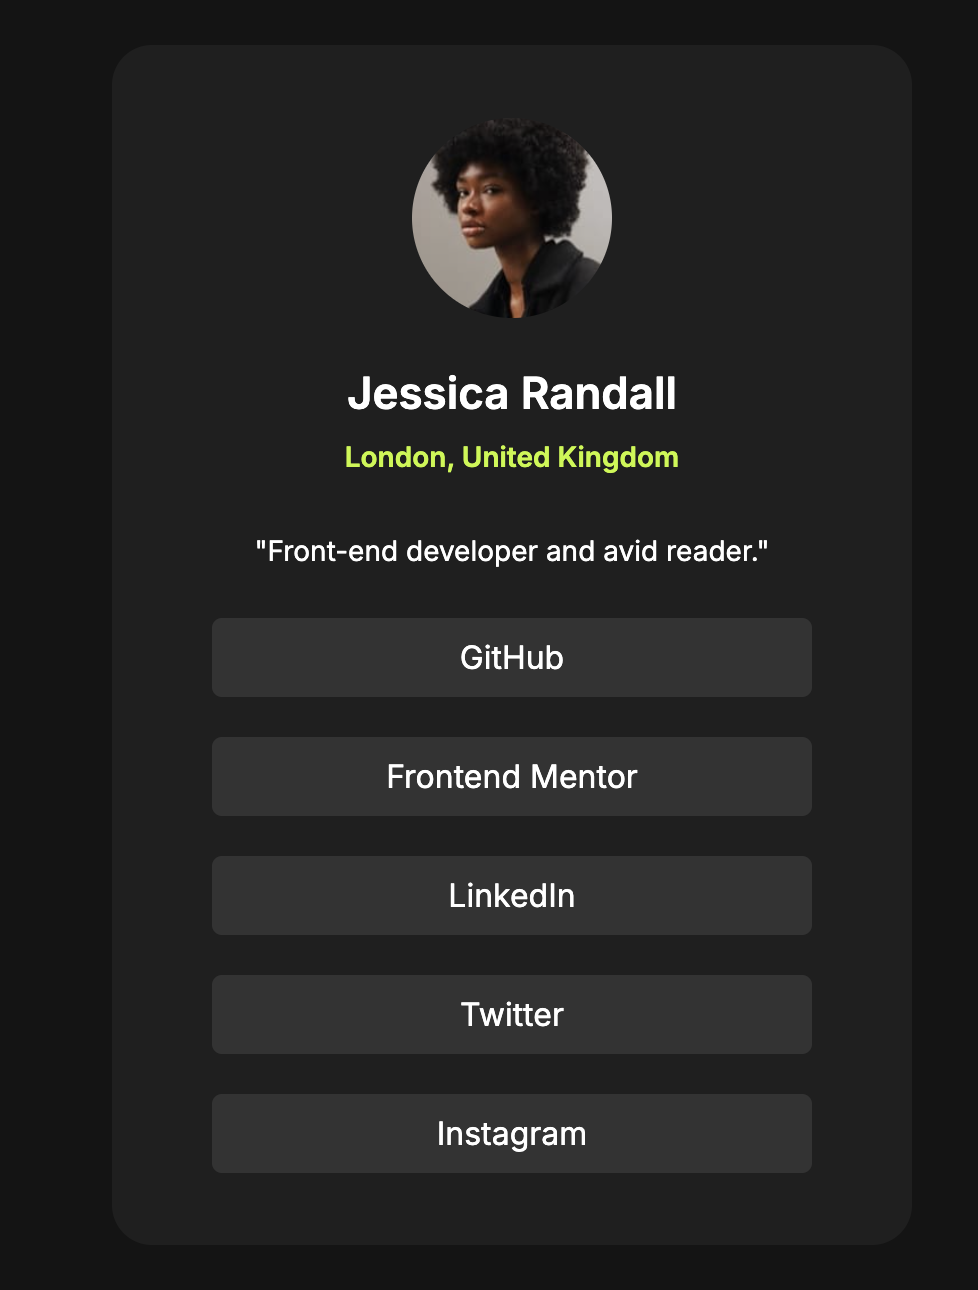 Jessica Randall
London, United Kingdom
"Front-end developer and avid reader."
GitHub
Frontend Mentor
LinkedIn
Twitter
Instagram